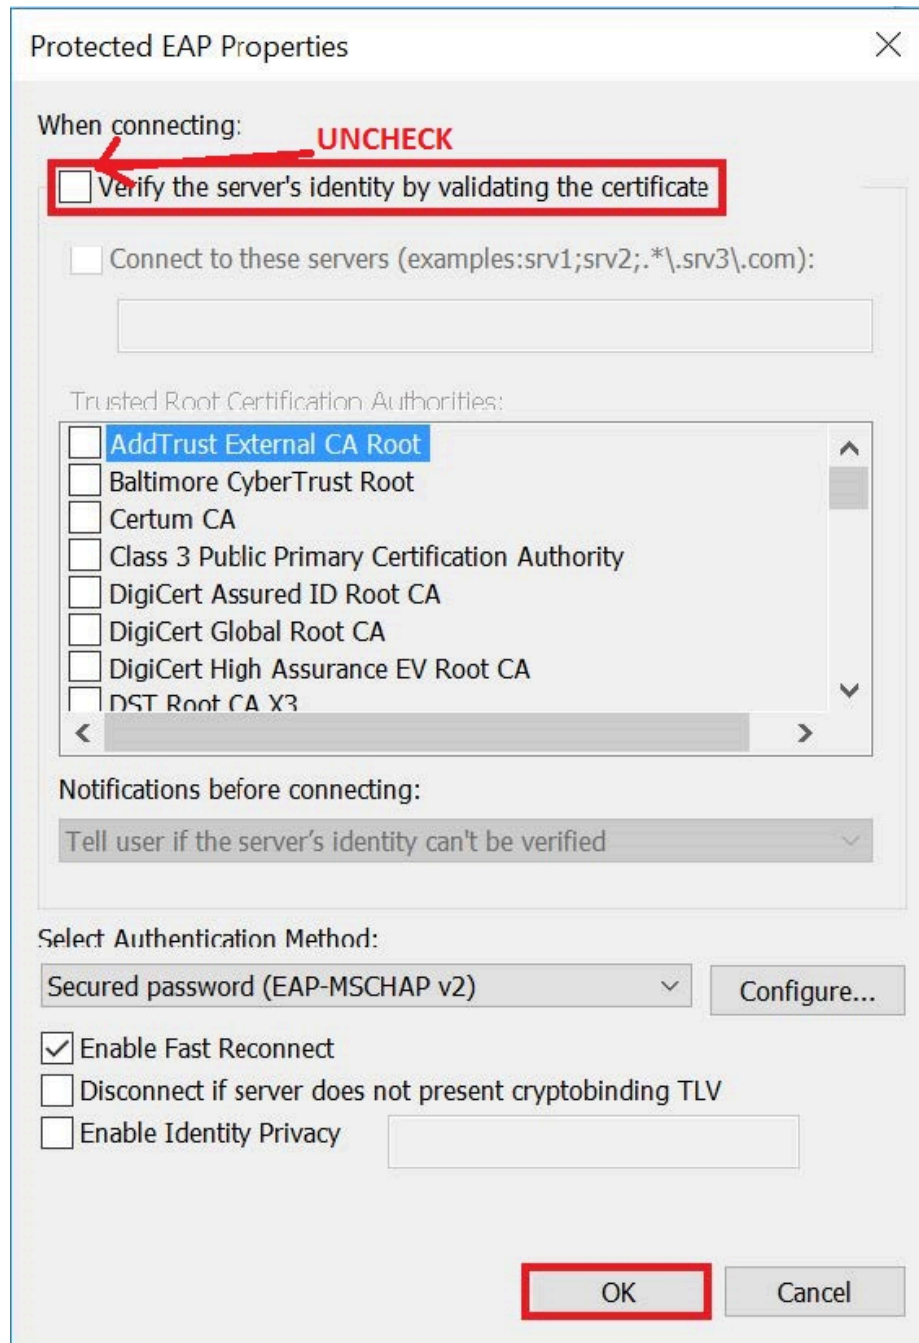 Protected EAP Properties
When connecting:
UNCHECK
Verify the server's identity by validating the certificate
Connect to these servers (examples:srv1;srv2;.*\.srv3\.com):
Trusted Root Certification Authorities:
AddTrust External CA Root
Baltimore CyberTrust Root
Certum CA
Class 3 Public Primary Certification Authority
DigiCert Assured ID Root CA
DigiCert Global Root CA
DigiCert High Assurance EV Root CA
DST Root CA X3
Notifications before connecting:
Tell user if the server's identity can't be verified
Select Authentication Method:
Secured password (EAP-MSCHAP v2)
Configure...
Enable Fast Reconnect
Disconnect if server does not present cryptobinding TLV
Enable Identity Privacy
OK
Cancel